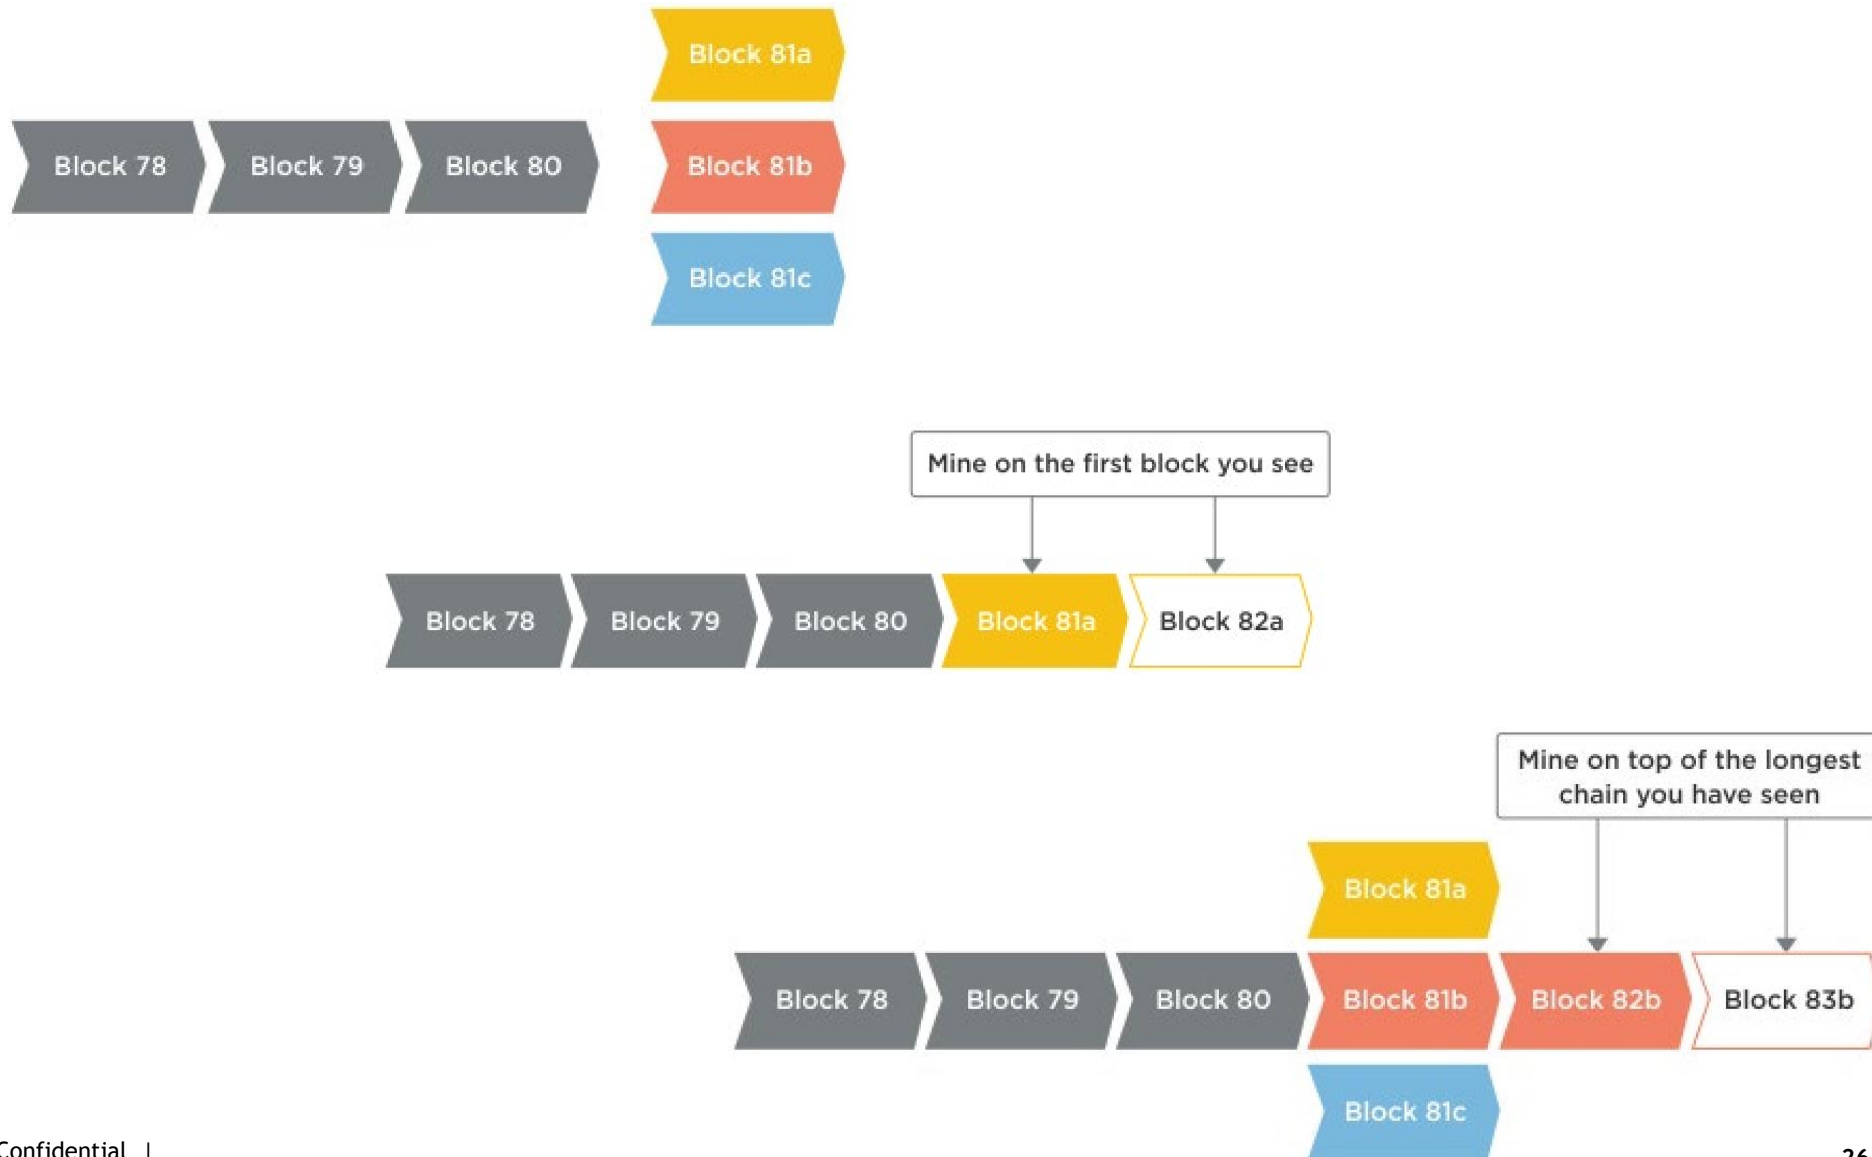 Block 81a
Block 78
Block 79
Block 80
Block 81b
Block 81c
Mine on the first block you see
Block 78
Block 79
Block 80
Block 81a
Block 82a
Mine on top of the longest
chain you have seen
Block 81a
Block 78
Block 79
Block 80
Block 81b
Block 82b
Block 83b
Block 81c
Confidential |
26